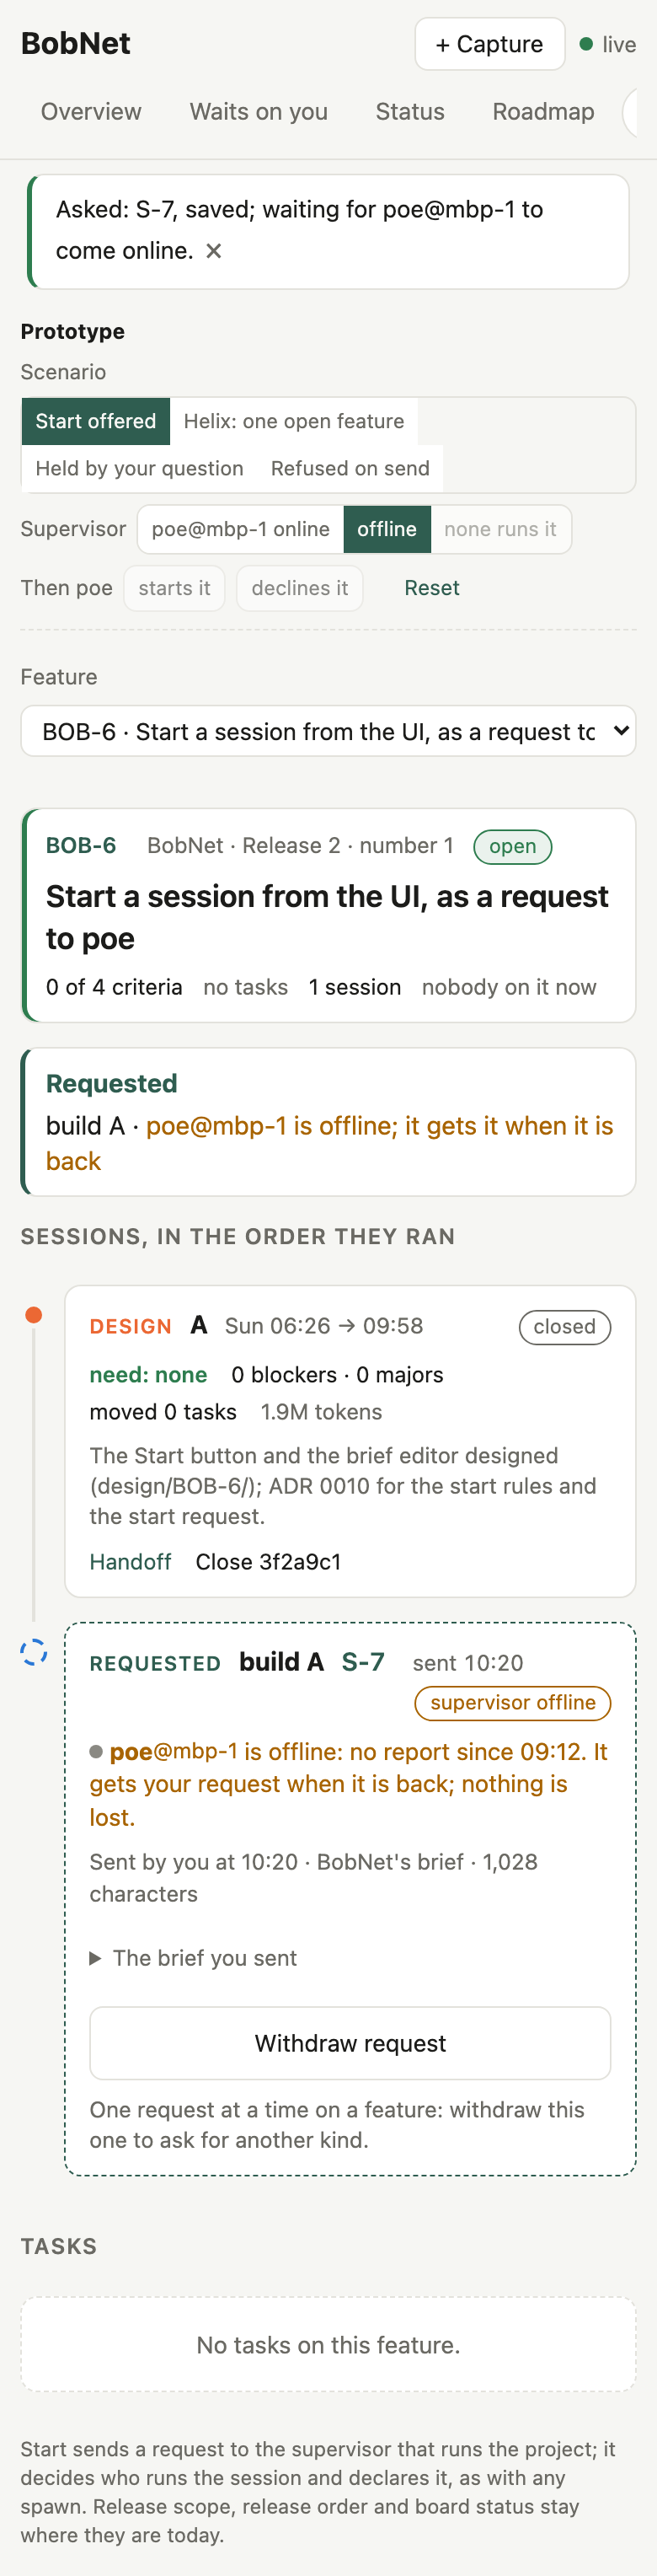 BobNet
+ Capture
live
Overview
Waits on you
Status
Roadmap
Asked: S-7, saved; waiting for poe@mbp-1 to
come online. ✕
Prototype
Scenario
Start offered
Helix: one open feature
Held by your question
Refused on send
Supervisor
poe@mbp-1 online
offline
none runs it
Then poe
starts it
declines it
Reset
Feature
BOB-6 · Start a session from the UI, as a request to
BOB-6 BobNet · Release 2 · number 1 open
Start a session from the UI, as a request
to poe
0 of 4 criteria no tasks 1 session nobody on it now
Requested
build A · poe@mbp-1 is offline; it gets it when it is
back
SESSIONS, IN THE ORDER THEY RAN
DESIGN A Sun 06:26 → 09:58 closed
need: none 0 blockers · 0 majors
moved 0 tasks 1.9M tokens
The Start button and the brief editor designed
(design/BOB-6/); ADR 0010 for the start rules and
the start request.
Handoff Close 3f2a9c1
REQUESTED build A S-7 sent 10:20
supervisor offline
poe@mbp-1 is offline: no report since 09:12. It
gets your request when it is back; nothing is
lost.
Sent by you at 10:20 · BobNet's brief · 1,028
characters
▶ The brief you sent
Withdraw request
One request at a time on a feature: withdraw this
one to ask for another kind.
TASKS
No tasks on this feature.
Start sends a request to the supervisor that runs the project; it
decides who runs the session and declares it, as with any
spawn. Release scope, release order and board status stay
where they are today.